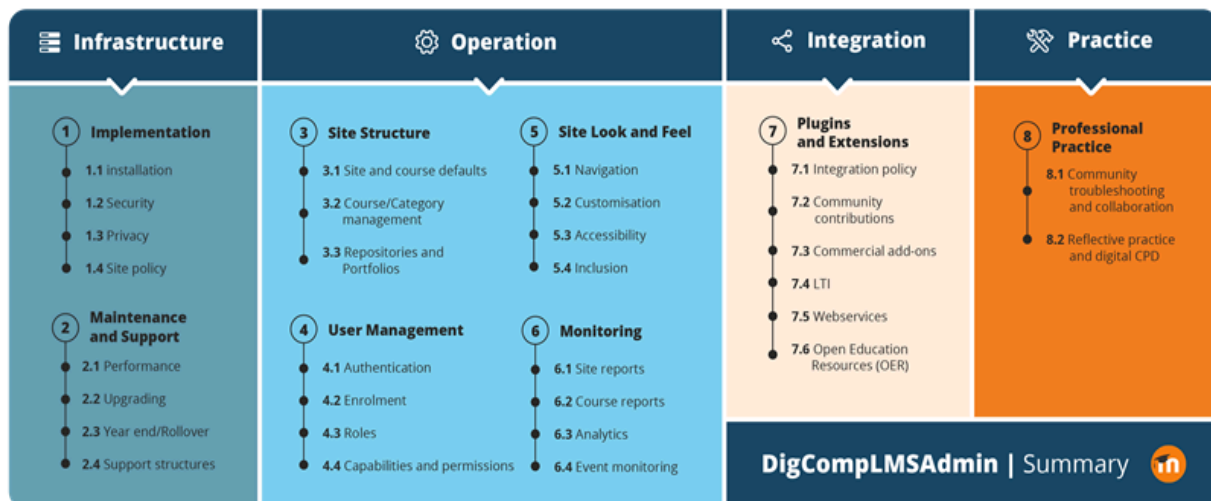 Infrastructure
Operation
Integration
Practice
1 Implementation
1.1 installation
1.2 Security
1.3 Privacy
1.4 Site policy
2 Maintenance
and Support
2.1 Performance
2.2 Upgrading
2.3 Year end/Rollover
2.4 Support structures
3 Site Structure
3.1 Site and course defaults
3.2 Course/Category
management
3.3 Repositories and
Portfolios
4 User Management
4.1 Authentication
4.2 Enrolment
4.3 Roles
4.4 Capabilities and permissions
5 Site Look and Feel
5.1 Navigation
5.2 Customisation
5.3 Accessibility
5.4 Inclusion
6 Monitoring
6.1 Site reports
6.2 Course reports
6.3 Analytics
6.4 Event monitoring
7 Plugins
and Extensions
7.1 Integration policy
7.2 Community
contributions
7.3 Commercial add-ons
7.4 LTI
7.5 Webservices
7.6 Open Education
Resources (OER)
8 Professional
Practice
8.1 Community
troubleshooting
and collaboration
8.2 Reflective practice
and digital CPD
DigCompLMSAdmin | Summary
m